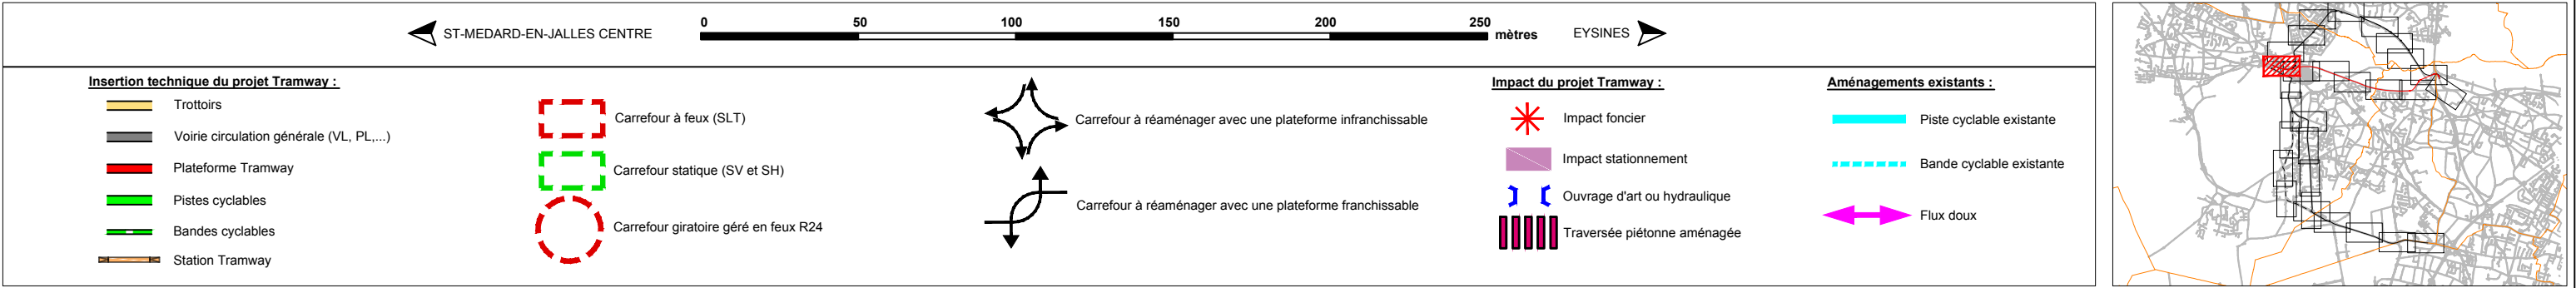 ST-MEDARD-EN-JALLES CENTRE
0 50 100 150 200 250
mètres
EYSINES
Insertion technique du projet Tramway :
Trottoirs
Voirie circulation générale (VL, PL,...)
Plateforme Tramway
Pistes cyclables
Bandes cyclables
Station Tramway
Carrefour à feux (SLT)
Carrefour statique (SV et SH)
Carrefour giratoire géré en feux R24
Carrefour à réaménager avec une plateforme infranchissable
Carrefour à réaménager avec une plateforme franchissable
Impact du projet Tramway :
Impact foncier
Impact stationnement
Ouvrage d'art ou hydraulique
Traversée piétonne aménagée
Aménagements existants :
Piste cyclable existante
Bande cyclable existante
Flux doux